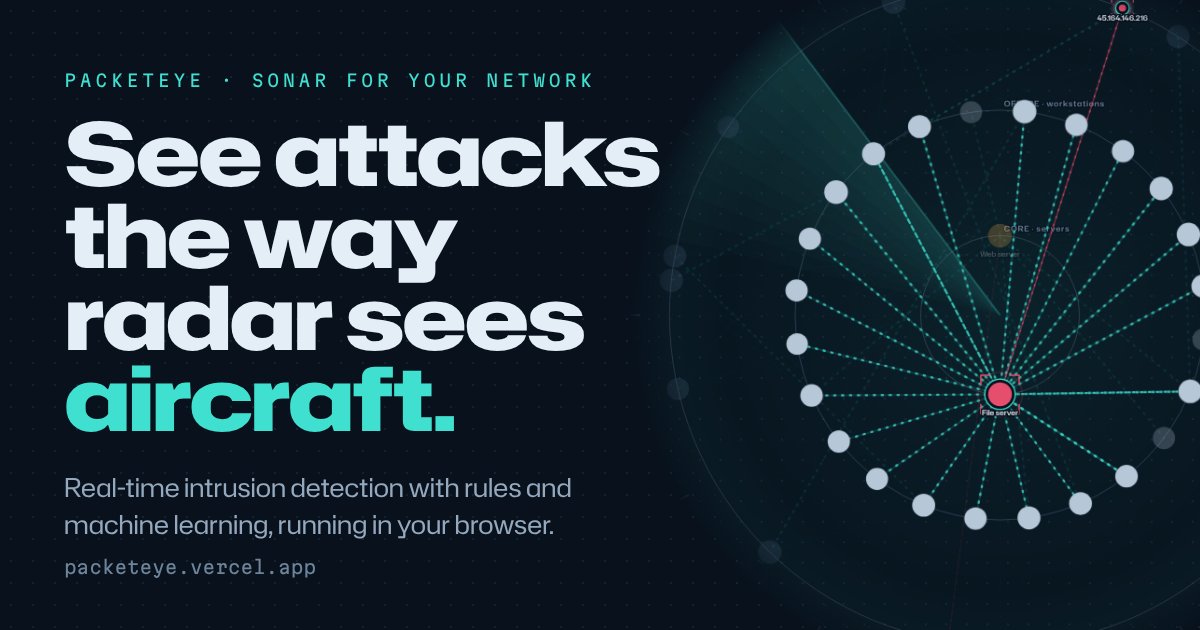 PACKETEYE · SONAR FOR YOUR NETWORK
See attacks
the way
radar sees
aircraft.
Real-time intrusion detection with rules and
machine learning, running in your browser.
packeteye.vercel.app
45.164.146.216
OFFICE · workstations
CORE · servers
Web server
File server